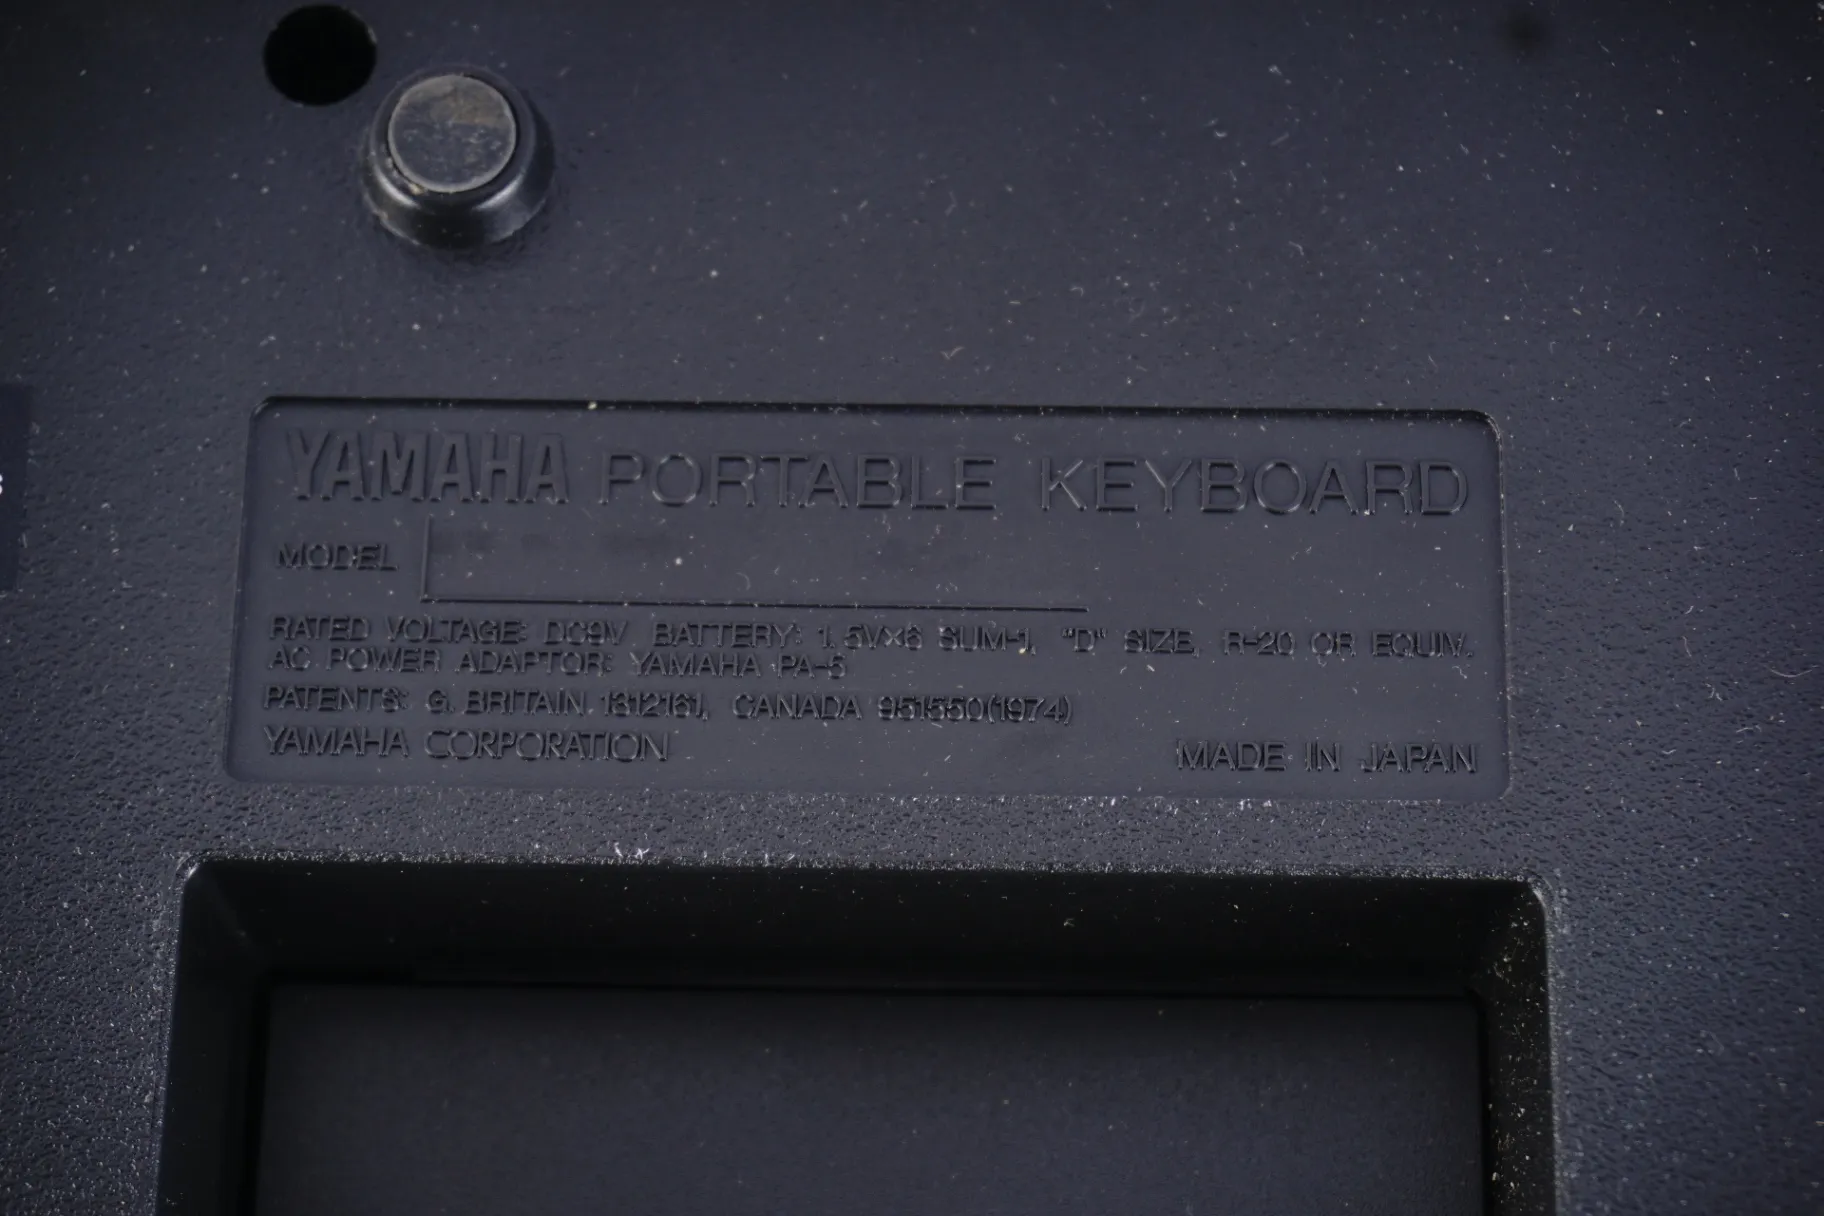 YAMAHA PORTABLE KEYBOARD
MODEL
RATED VOLTAGE: DC9V BATTERY: 1.5V×6 SUM-1, "D" SIZE, R-20 OR EQUIV.
AC POWER ADAPTOR: YAMAHA PA-5
PATENTS: G. BRITAIN 1312161, CANADA 951550(1974)
YAMAHA CORPORATION
MADE IN JAPAN